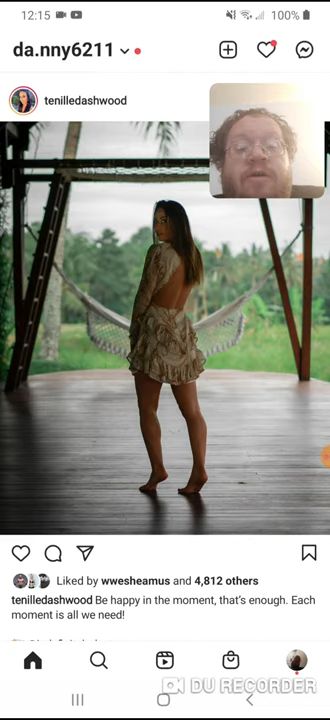 12:15
100%
da.nny6211
tenilledashwood
Liked by wwesheamus and 4,812 others
tenilledashwood Be happy in the moment, that's enough. Each
moment is all we need!
DU RECORDER